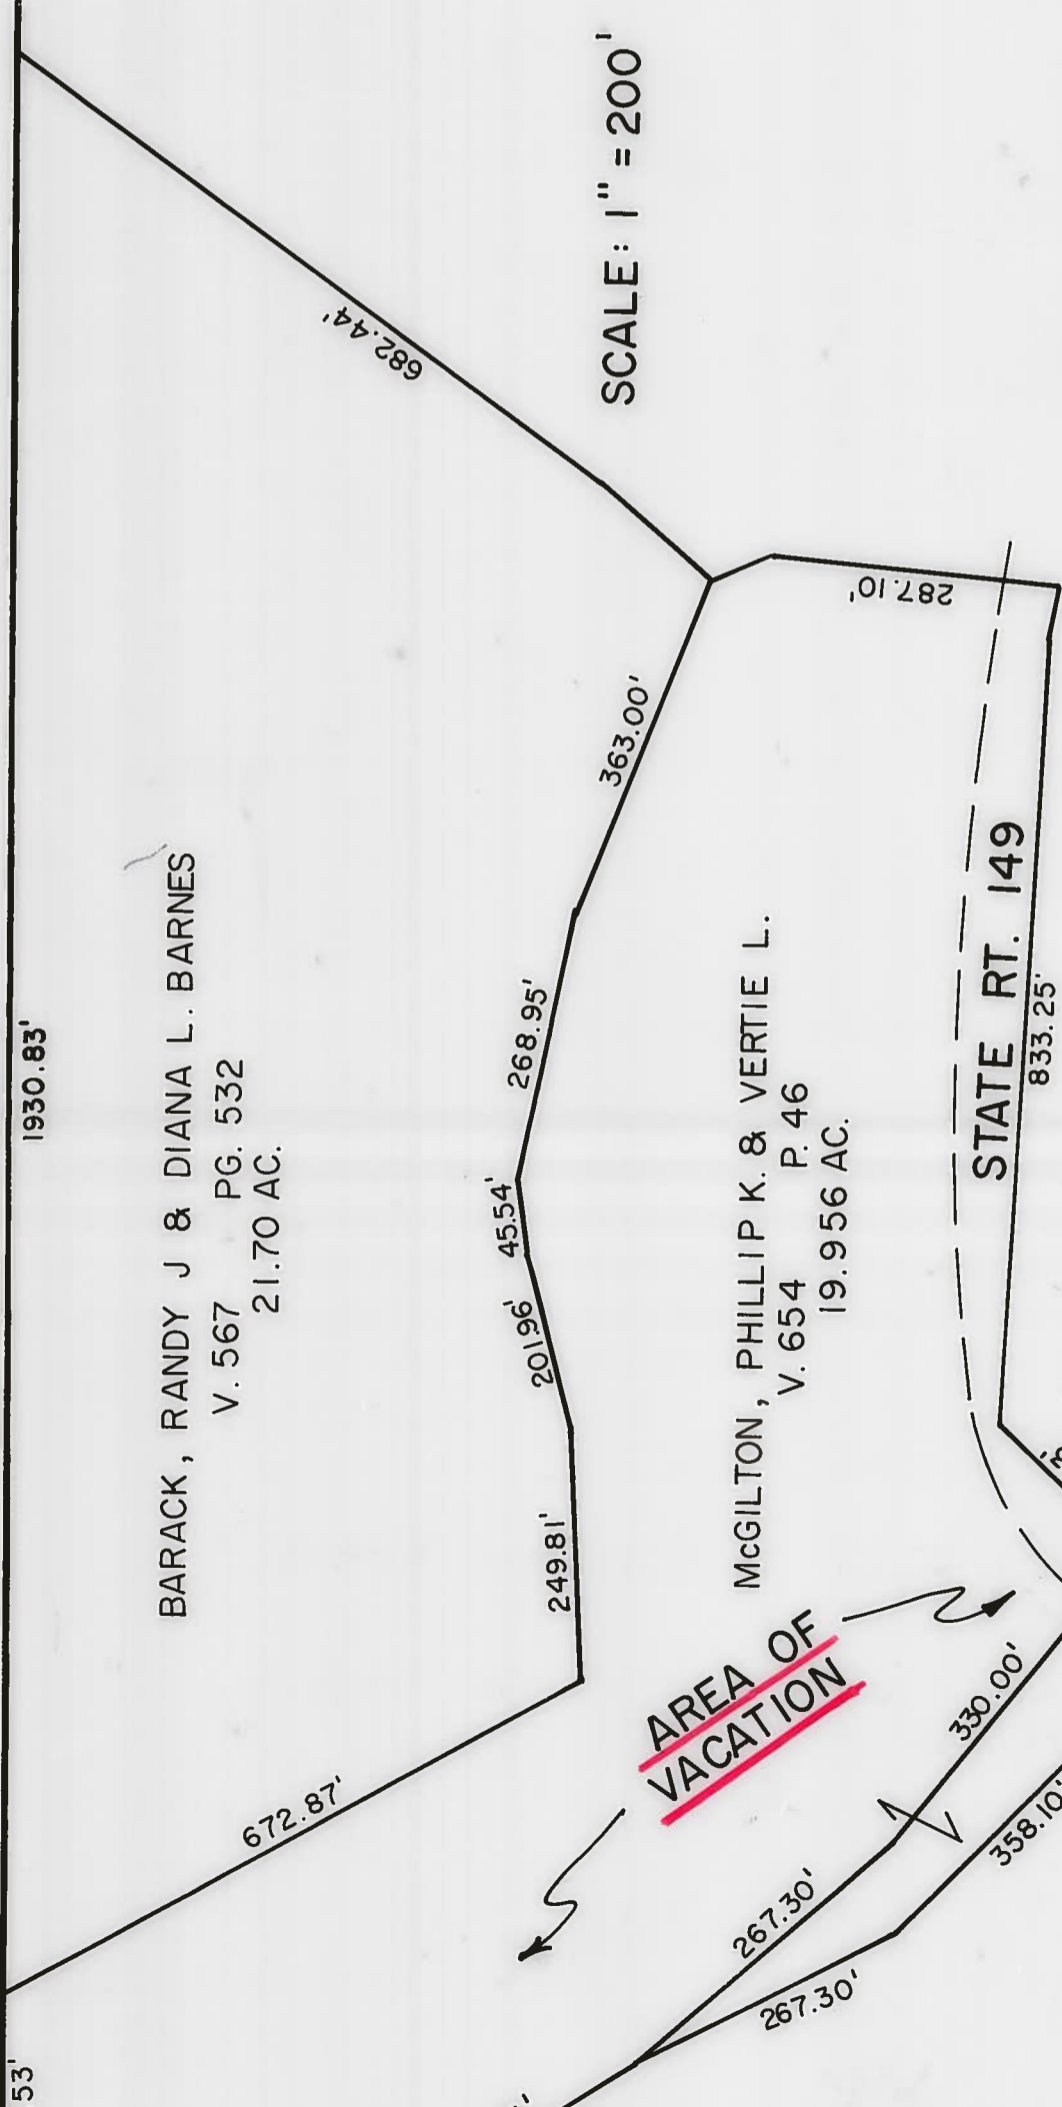 1930.83'
BARACK, RANDY J & DIANA L. BARNES
V. 567 PG. 532
21.70 AC.
682.44'
SCALE: 1" = 200'
672.87'
249.81'
201.96'
45.54'
268.95'
363.00'
287.10'
McGILTON, PHILLIP K. & VERTIE L.
V. 654 P. 46
19.956 AC.
STATE RT. 149
833.25'
AREA OF
VACATION
330.00'
358.10'
267.30'
267.30'
53'